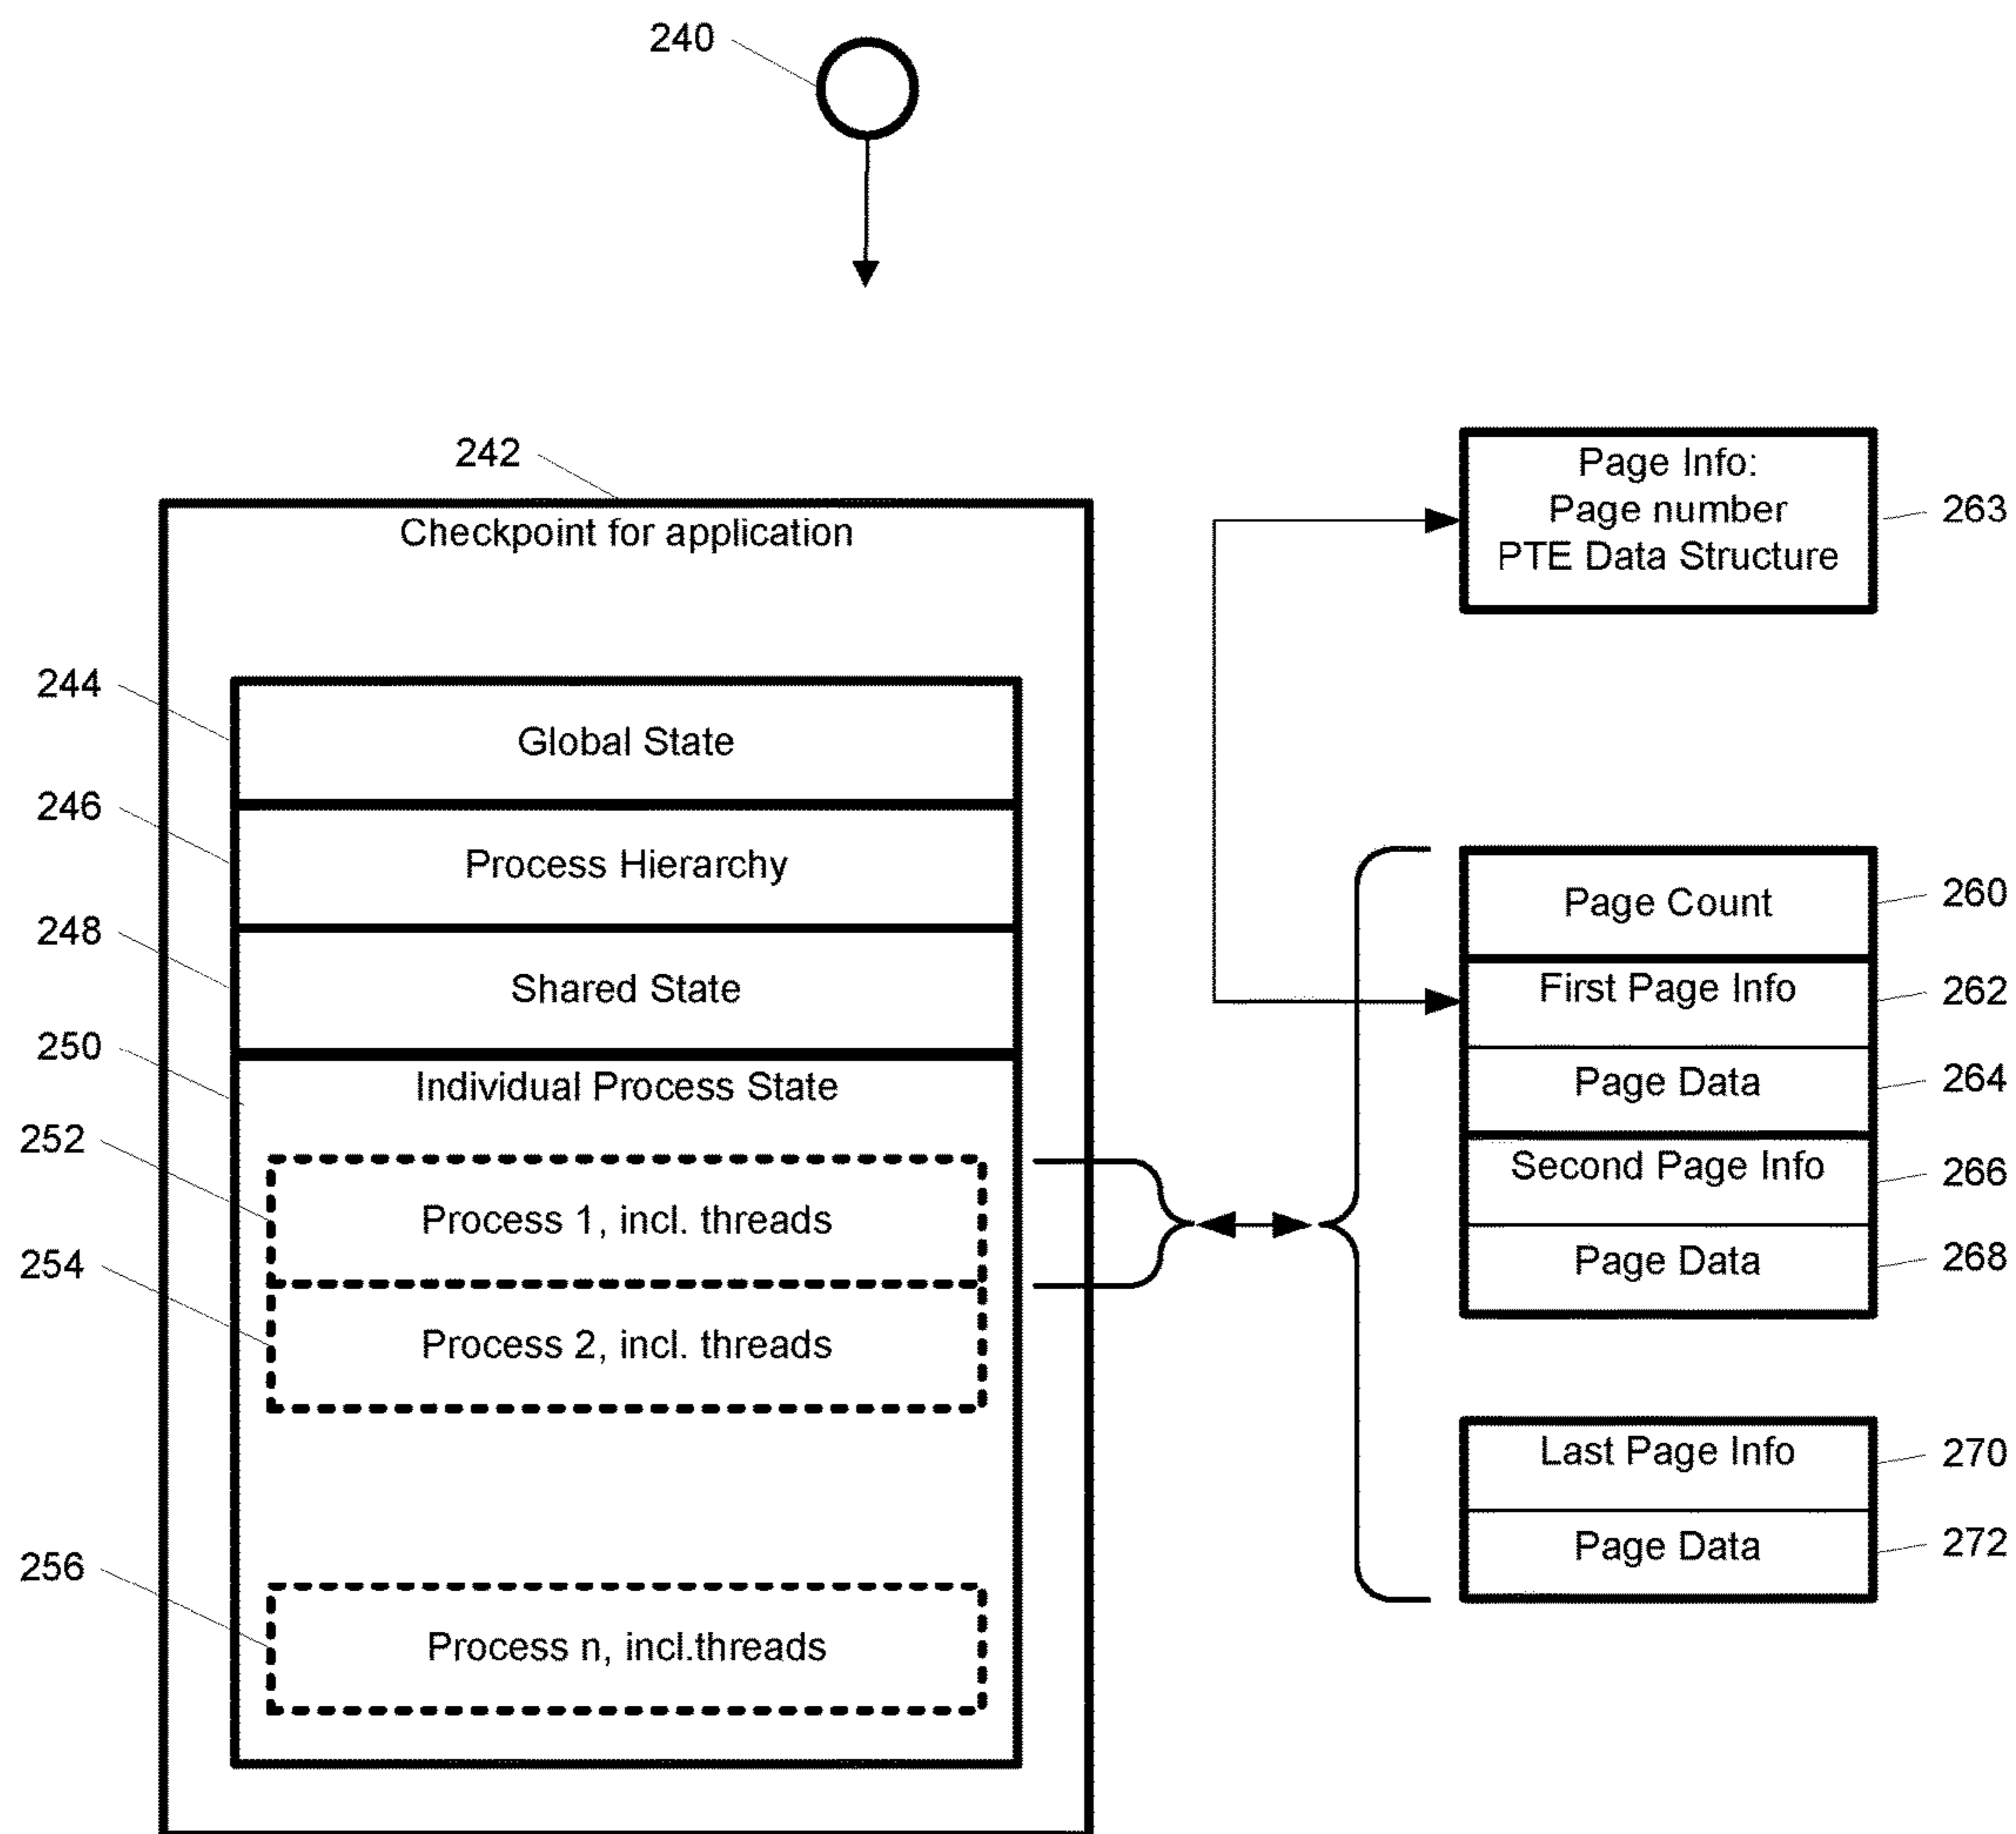 240
242
Checkpoint for application
244
Global State
246
Process Hierarchy
248
Shared State
250
Individual Process State
252
Process 1, incl. threads
254
Process 2, incl. threads
256
Process n, incl.threads
Page Info:
Page number
PTE Data Structure
263
Page Count
260
First Page Info
262
Page Data
264
Second Page Info
266
Page Data
268
Last Page Info
270
Page Data
272